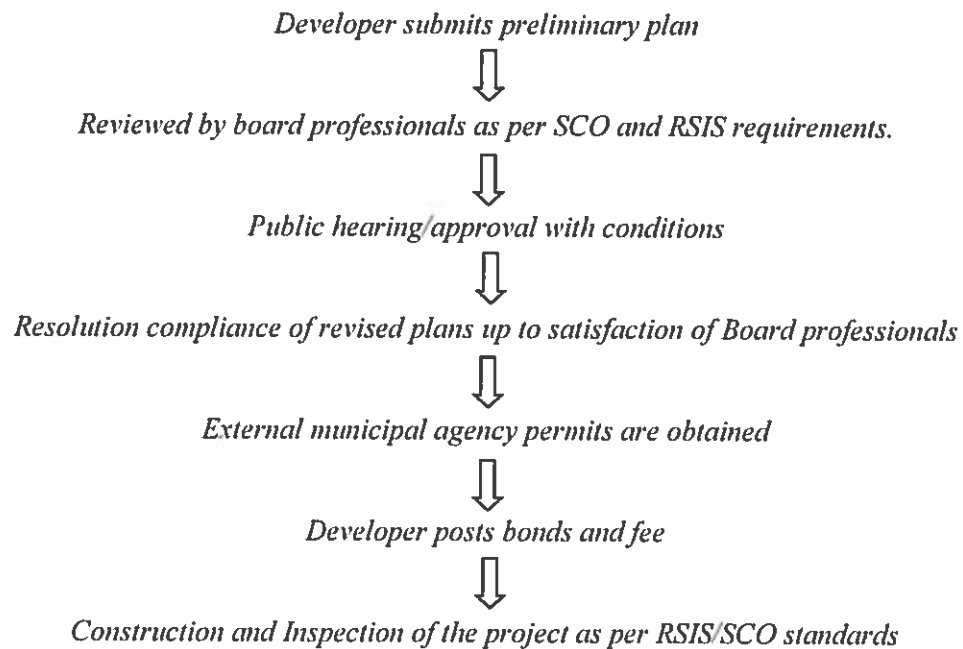 Developer submits preliminary plan
Reviewed by board professionals as per SCO and RSIS requirements.
Public hearing/approval with conditions
Resolution compliance of revised plans up to satisfaction of Board professionals
External municipal agency permits are obtained
Developer posts bonds and fee
Construction and Inspection of the project as per RSIS/SCO standards